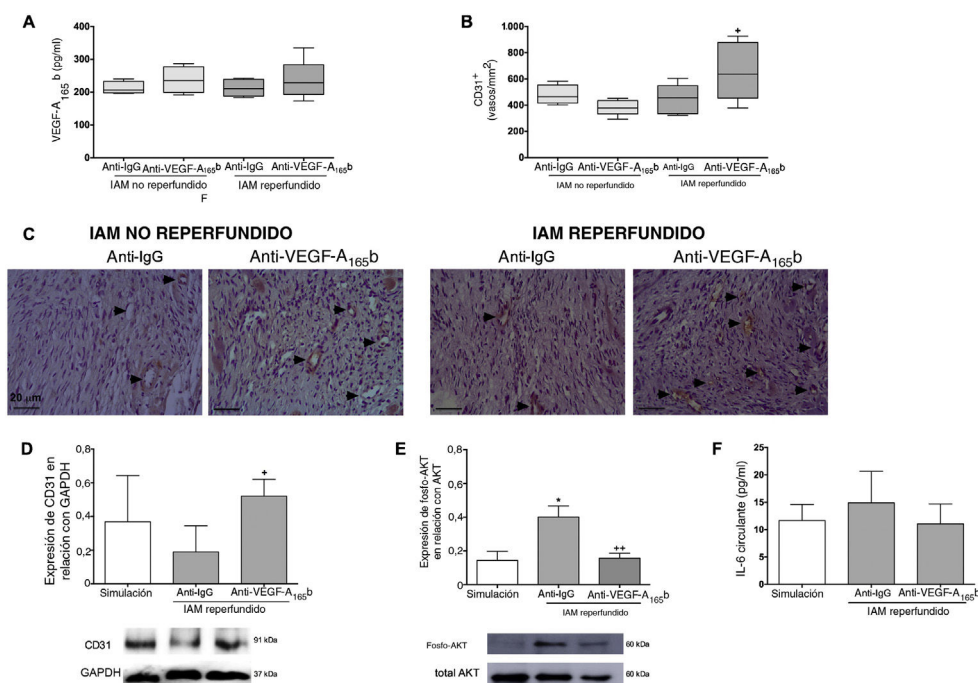 A
VEGF-A165b (pg/ml)
400
300
200
100
0
Anti-IgG Anti-VEGF-A165b Anti-IgG Anti-VEGF-A165b
IAM no reperfundido IAM reperfundido
F
B
CD31+
(vasos/mm2)
1.000
800
600
400
200
0
+
Anti-IgG Anti-VEGF-A165b Anti-IgG Anti-VEGF-A165b
IAM no reperfundido IAM reperfundido
C
IAM NO REPERFUNDIDO IAM REPERFUNDIDO
Anti-IgG Anti-VEGF-A165b Anti-IgG Anti-VEGF-A165b
20 µm
D
Expresión de CD31 en
relación con GAPDH
0,8
0,6
0,4
0,2
0,0
+
Simulación Anti-IgG Anti-VEGF-A165b
IAM reperfundido
CD31 91 kDa
GAPDH 37 kDa
E
Expresión de fosfo-AKT
en relación con AKT
0,8
0,6
0,4
0,2
0,0
*
++
Simulación Anti-IgG Anti-VEGF-A165b
IAM reperfundido
Fosfo-AKT 60 kDa
total AKT 60 kDa
F
IL-6 circulante (pg/ml)
25
20
15
10
5
0
Simulación Anti-IgG Anti-VEGF-A165b
IAM reperfundido